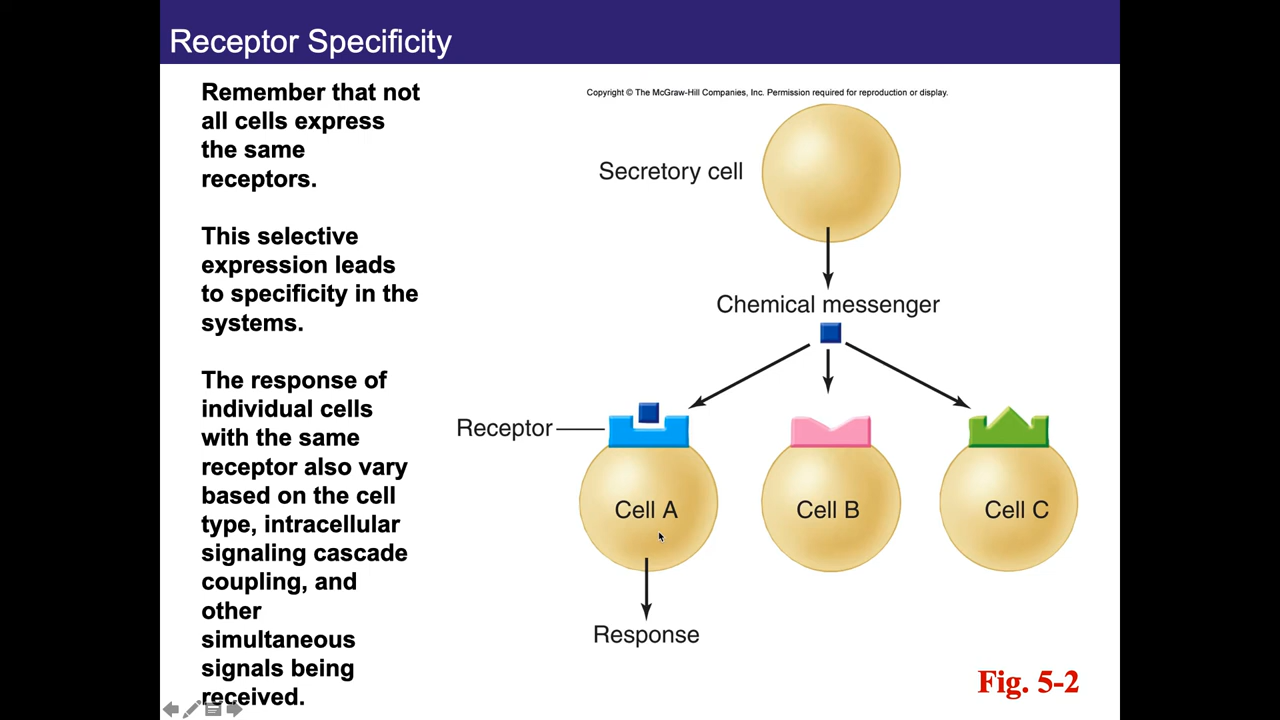 Receptor Specificity
Remember that not
all cells express
the same
receptors.
This selective
expression leads
to specificity in the
systems.
The response of
individual cells
with the same
receptor also vary
based on the cell
type, intracellular
signaling cascade
coupling, and
other
simultaneous
signals being
received.
Copyright © The McGraw-Hill Companies, Inc. Permission required for reproduction or display.
Secretory cell
Chemical messenger
Receptor
Cell A
Cell B
Cell C
Response
Fig. 5-2